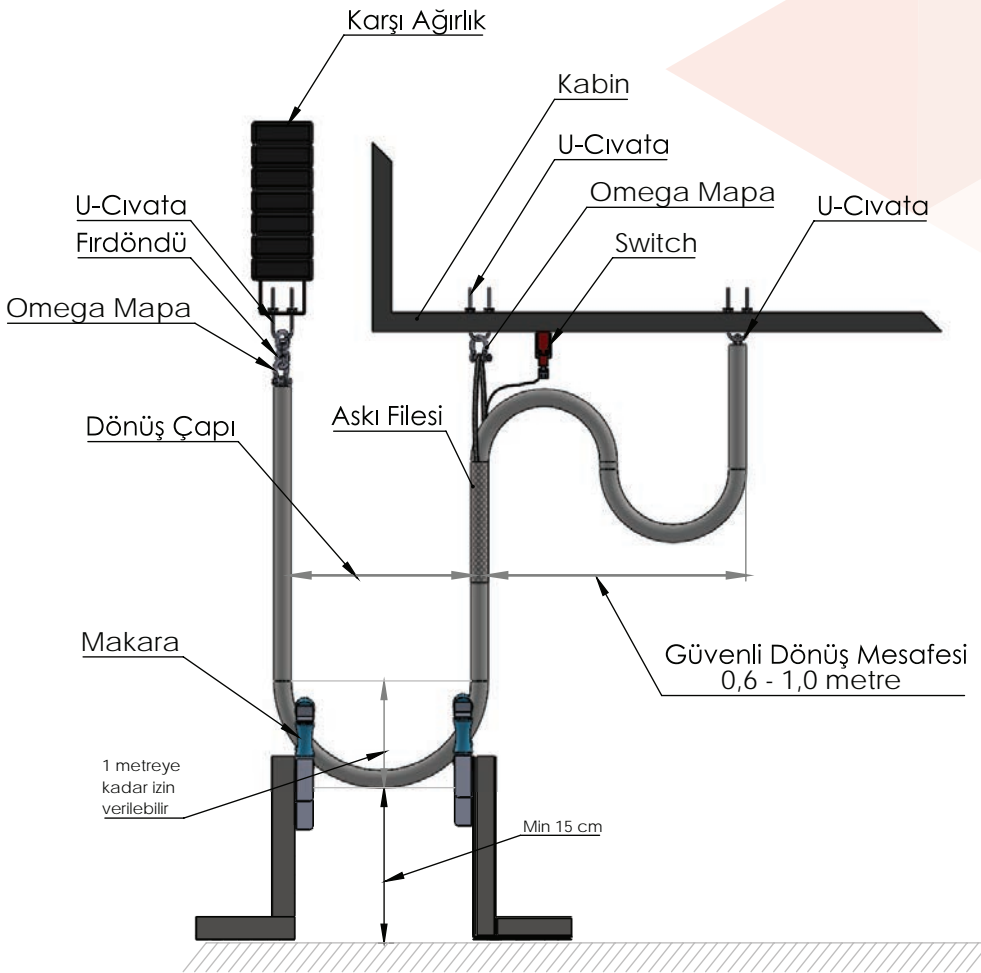 Karşı Ağırlık
Kabin
U-Cıvata
Omega Mapa
U-Cıvata
U-Cıvata
Fırdöndü
Switch
Omega Mapa
Dönüş Çapı
Askı Filesi
Makara
Güvenli Dönüş Mesafesi
0,6 - 1,0 metre
1 metreye
kadar izin
verilebilir
Min 15 cm